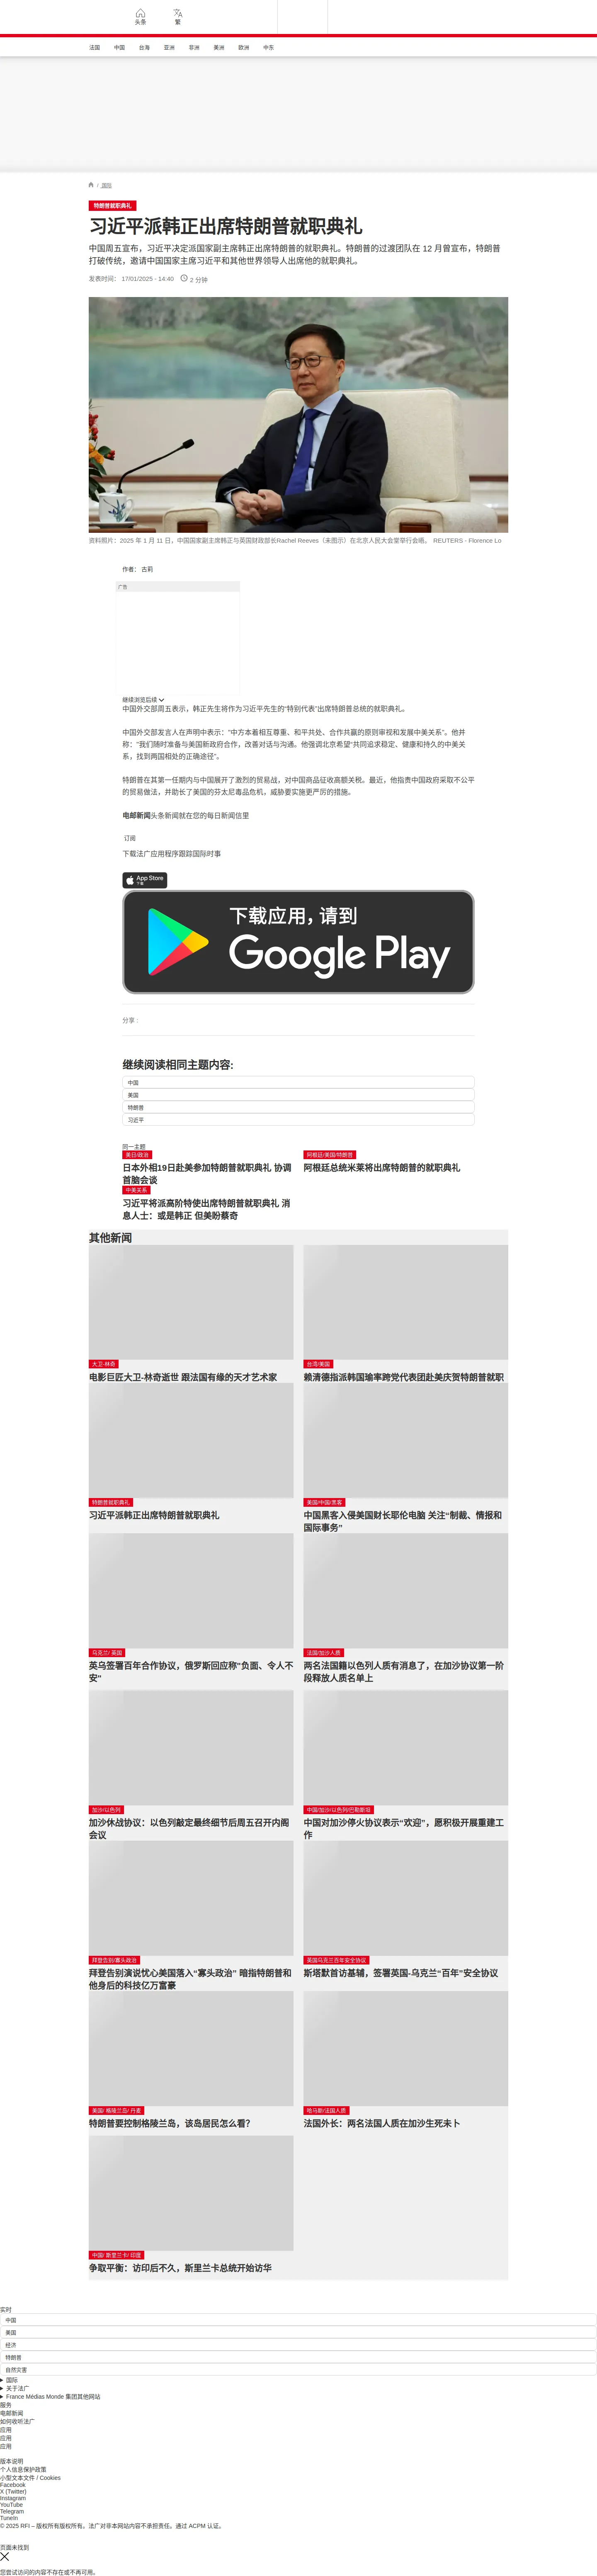 头条
繁
法国
中国
台海
亚洲
非洲
美洲
欧洲
中东
/ 国际
特朗普就职典礼
习近平派韩正出席特朗普就职典礼
中国周五宣布，习近平决定派国家副主席韩正出席特朗普的就职典礼。特朗普的过渡团队在 12 月曾宣布，特朗普
打破传统，邀请中国国家主席习近平和其他世界领导人出席他的就职典礼。
发表时间： 17/01/2025 - 14:40 2 分钟
资料照片：2025 年 1 月 11 日，中国国家副主席韩正与英国财政部长Rachel Reeves（未图示）在北京人民大会堂举行会晤。 REUTERS - Florence Lo
作者： 古莉
广告
继续浏览后续
中国外交部周五表示，韩正先生将作为习近平先生的“特别代表”出席特朗普总统的就职典礼。
中国外交部发言人在声明中表示：“中方本着相互尊重、和平共处、合作共赢的原则审视和发展中美关系”。他并
称：“我们随时准备与美国新政府合作，改善对话与沟通。他强调北京希望“共同追求稳定、健康和持久的中美关
系，找到两国相处的正确途径”。
特朗普在其第一任期内与中国展开了激烈的贸易战，对中国商品征收高额关税。最近，他指责中国政府采取不公平
的贸易做法，并助长了美国的芬太尼毒品危机，威胁要实施更严厉的措施。
电邮新闻头条新闻就在您的每日新闻信里
订阅
下载法广应用程序跟踪国际时事
App Store
下载
下载应用，请到
Google Play
分享 :
继续阅读相同主题内容:
中国
美国
特朗普
习近平
同一主题
美日/政治
日本外相19日赴美参加特朗普就职典礼 协调
首脑会谈
阿根廷/美国/特朗普
阿根廷总统米莱将出席特朗普的就职典礼
中美关系
习近平将派高阶特使出席特朗普就职典礼 消
息人士：或是韩正 但美盼蔡奇
其他新闻
大卫-林奇
电影巨匠大卫-林奇逝世 跟法国有缘的天才艺术家
台湾/美国
赖清德指派韩国瑜率跨党代表团赴美庆贺特朗普就职
特朗普就职典礼
习近平派韩正出席特朗普就职典礼
美国/中国/黑客
中国黑客入侵美国财长耶伦电脑 关注“制裁、情报和
国际事务”
乌克兰/ 英国
英乌签署百年合作协议，俄罗斯回应称“负面、令人不
安”
法国/加沙人质
两名法国籍以色列人质有消息了，在加沙协议第一阶
段释放人质名单上
加沙/以色列
加沙休战协议：以色列敲定最终细节后周五召开内阁
会议
中国/加沙/以色列/巴勒斯坦
中国对加沙停火协议表示“欢迎”，愿积极开展重建工
作
拜登告别/寡头政治
拜登告别演说忧心美国落入“寡头政治” 暗指特朗普和
他身后的科技亿万富豪
英国乌克兰百年安全协议
斯塔默首访基辅，签署英国-乌克兰“百年”安全协议
美国/ 格陵兰岛/ 丹麦
特朗普要控制格陵兰岛，该岛居民怎么看？
哈马斯/法国人质
法国外长：两名法国人质在加沙生死未卜
中国/ 斯里兰卡/ 印度
争取平衡：访印后不久，斯里兰卡总统开始访华
实时
中国
美国
经济
特朗普
自然灾害
国际
关于法广
France Médias Monde 集团其他网站
服务
电邮新闻
如何收听法广
应用
应用
应用
版本说明
个人信息保护政策
小型文本文件 / Cookies
Facebook
X (Twitter)
Instagram
YouTube
Telegram
TuneIn
© 2025 RFI – 版权所有版权所有。法广对非本网站内容不承担责任。通过 ACPM 认证。
页面未找到
您尝试访问的内容不存在或不再可用。